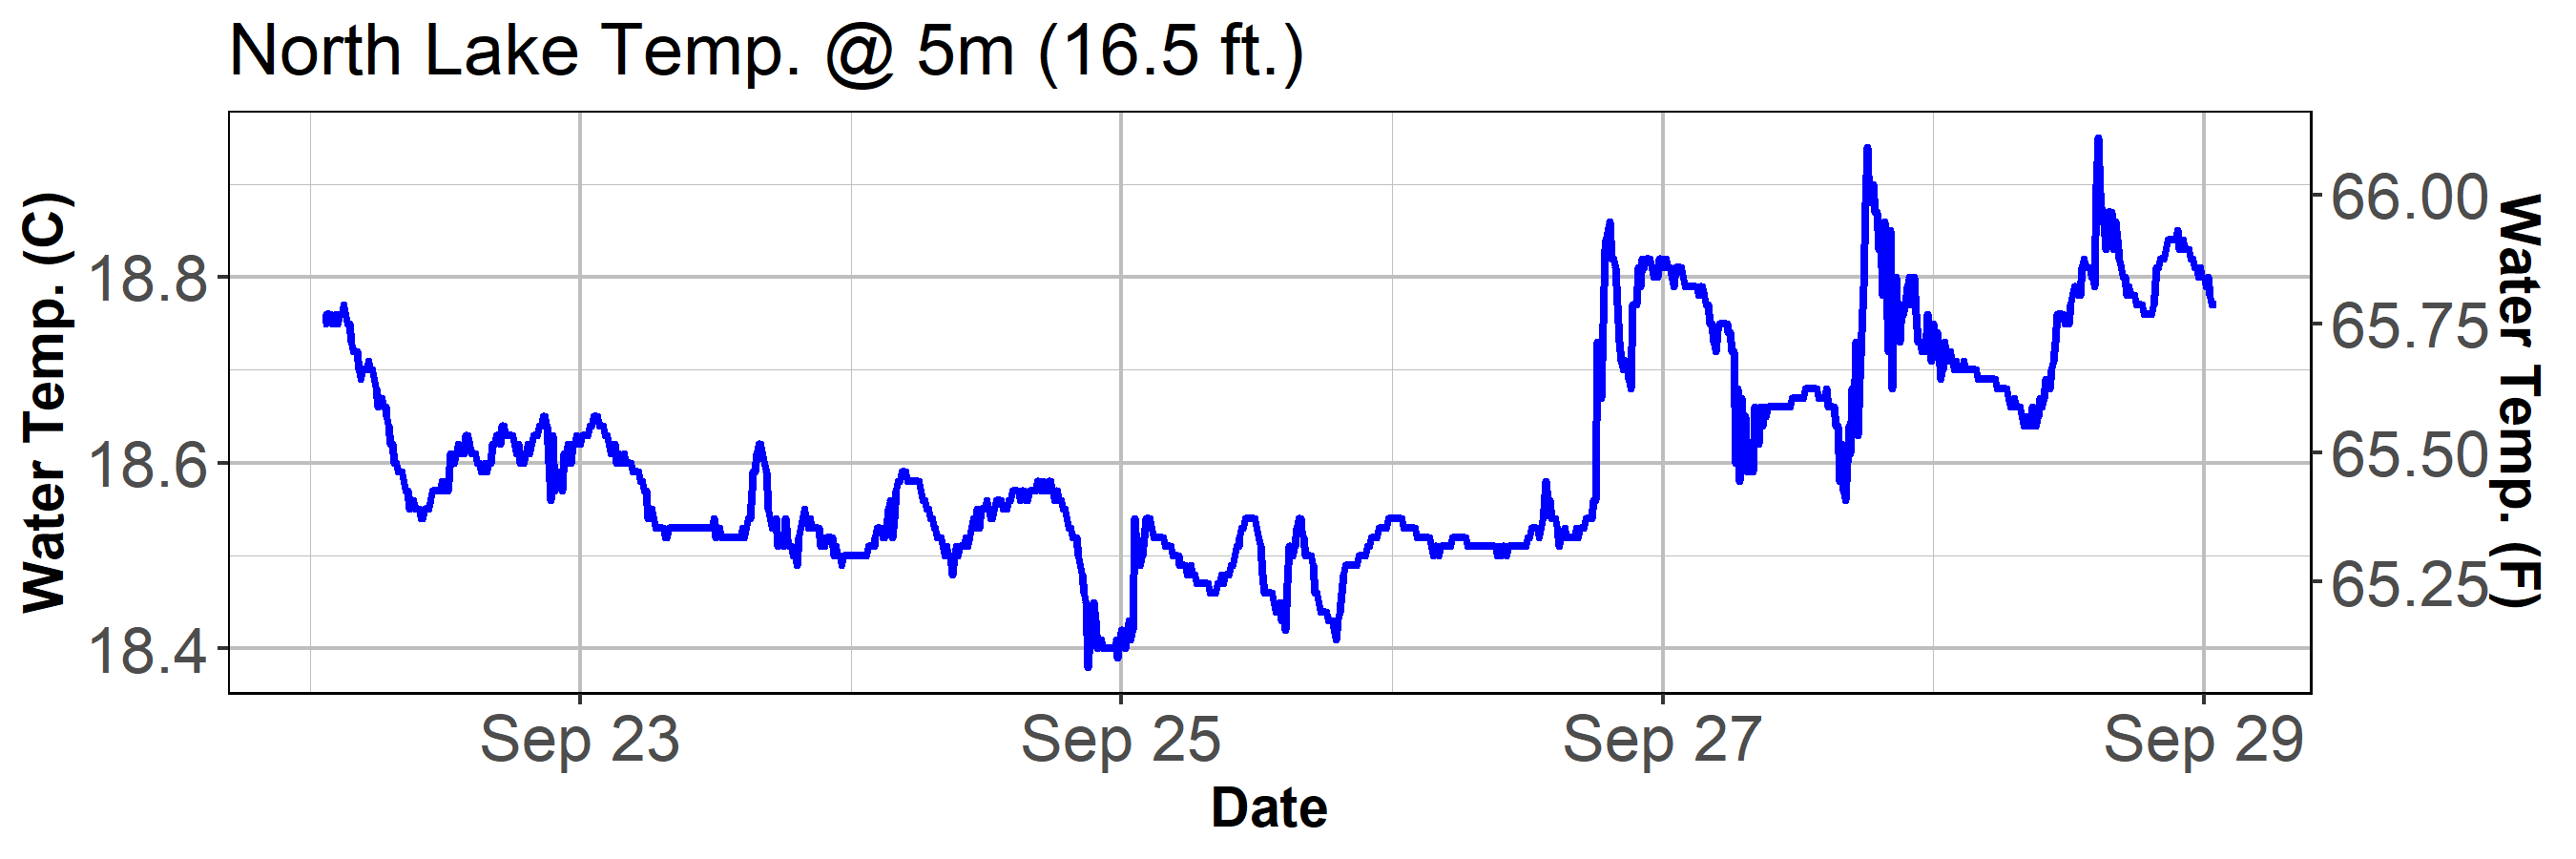 North Lake Temp. @ 5m (16.5 ft.)
Water Temp. (C)
18.8
18.6
18.4
66.00
65.75
65.50
65.25
Water Temp. (F)
Sep 23 Sep 25 Sep 27 Sep 29
Date